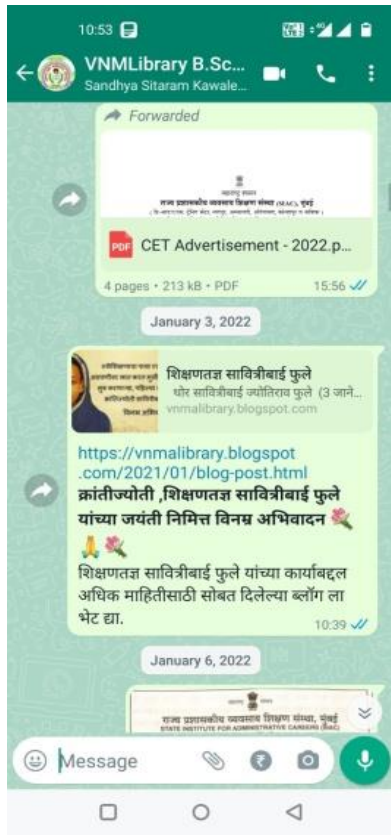 10:53
VNMLibrary B.Sc...
Sandhya Sitaram Kawale...
Forwarded
राज्य प्रशासकीय व्यवसाय शिक्षण संस्था (SIAC), मुंबई
PDF CET Advertisement - 2022.p...
4 pages • 213 kB • PDF 15:56
January 3, 2022
शिक्षणतज्ञ सावित्रीबाई फुले
थोर सावित्रीबाई ज्योतिराव फुले (3 जाने...
vnmalibrary.blogspot.com
https://vnmalibrary.blogspot
.com/2021/01/blog-post.html
क्रांतीज्योती ,शिक्षणतज्ञ सावित्रीबाई फुले
यांच्या जयंती निमित्त विनम्र अभिवादन 💐
🙏💐
शिक्षणतज्ञ सावित्रीबाई फुले यांच्या कार्याबद्दल
अधिक माहितीसाठी सोबत दिलेल्या ब्लॉग ला
भेट द्या.
10:39
January 6, 2022
राज्य प्रशासकीय व्यवसाय शिक्षण संस्था, मुंबई
STATE INSTITUTE FOR ADMINISTRATIVE CAREERS (SIAC)
Message